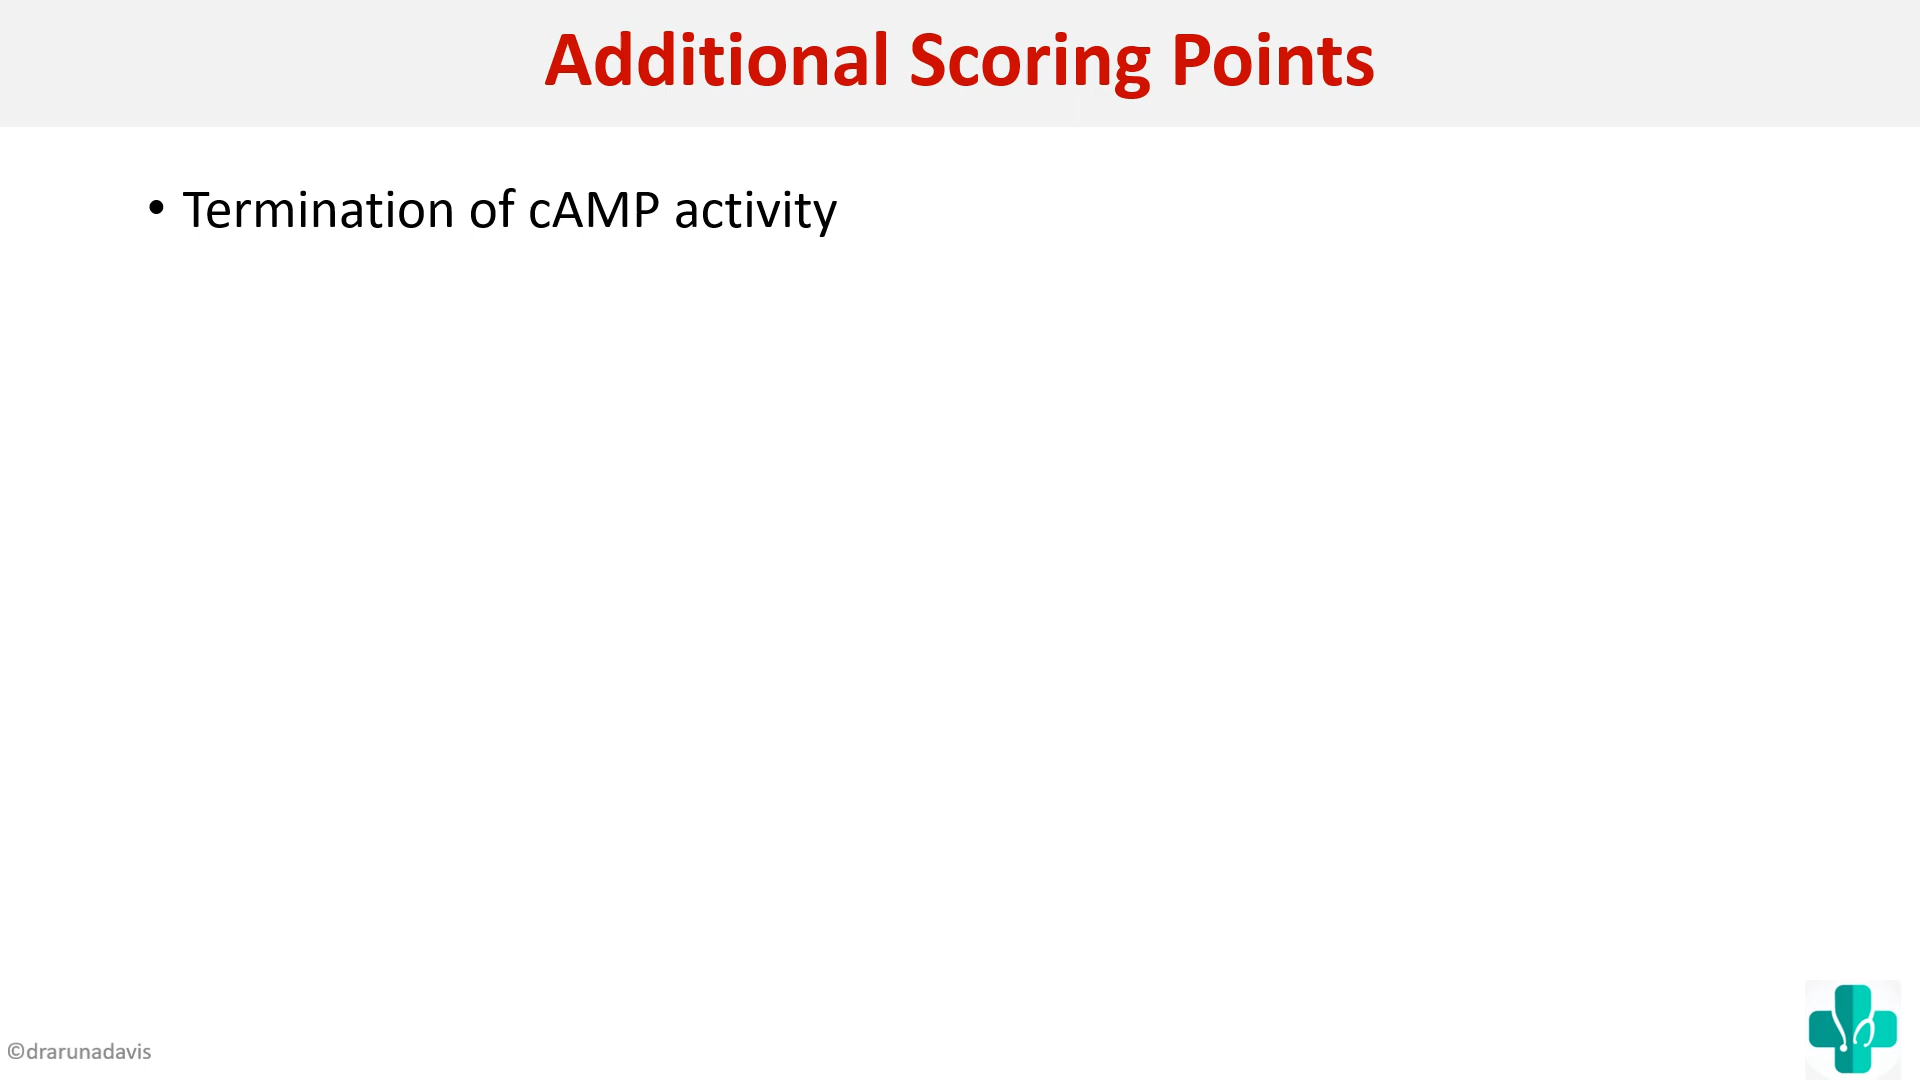 Additional Scoring Points
• Termination of cAMP activity
©drarunadavis